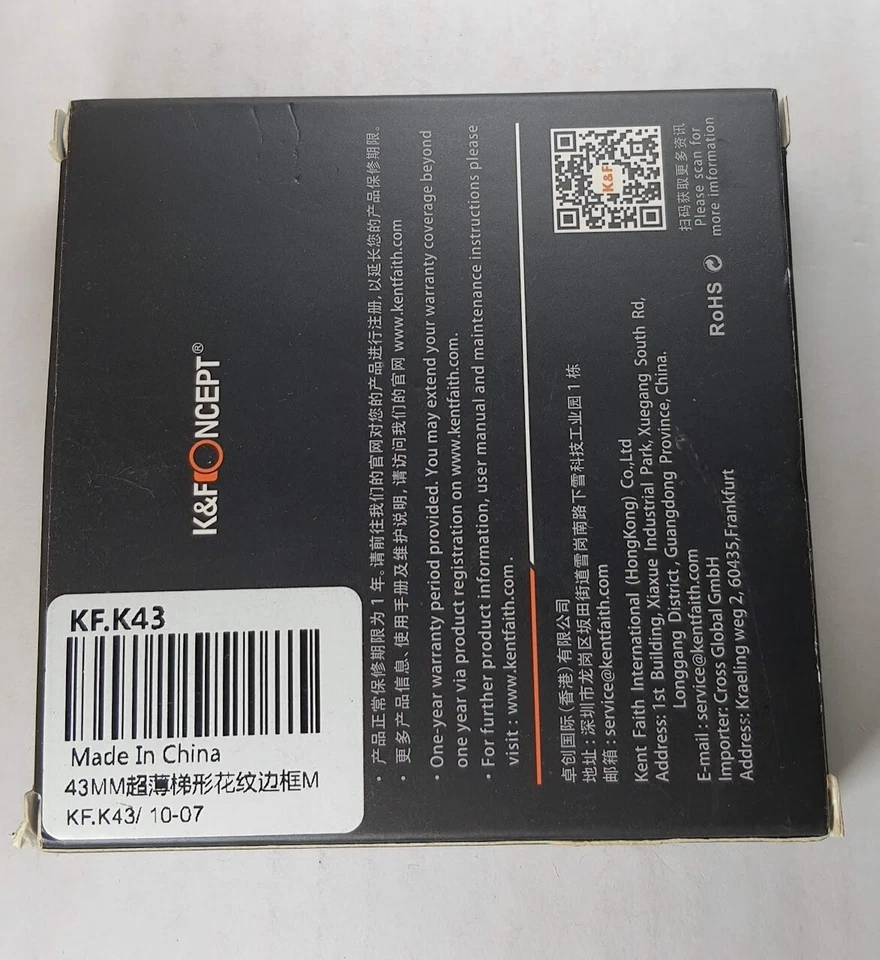 K&F CONCEPT®
· 产品正常保修期限为 1 年。请前往我们的官网对您的产品进行注册, 以延长您的产品保修期限。
· 更多产品信息、使用手册及维护说明, 请访问我们的官网 www.kentfaith.com
· One-year warranty period provided. You may extend your warranty coverage beyond
one year via product registration on www.kentfaith.com.
· For further product information, user manual and maintenance instructions please
visit : www.kentfaith.com .
卓创国际 (香港) 有限公司
地址 : 深圳市龙岗区坂田街道雪岗南路下雪科技工业园 1 栋
邮箱 : service@kentfaith.com
Kent Faith International (HongKong) Co.,Ltd
Address: 1st Building, Xiaxue Industrial Park, Xuegang South Rd,
Longgang District , Guangdong Province, China.
E-mail : service@kentfaith.com
Importer: Cross Global GmbH
Address: Kraeling weg 2, 60435,Frankfurt
K&F
扫码获取更多资讯
Please scan for
more imformation
RoHS
KF.K43
Made In China
43MM超薄梯形花纹边框M
KF.K43/ 10-07